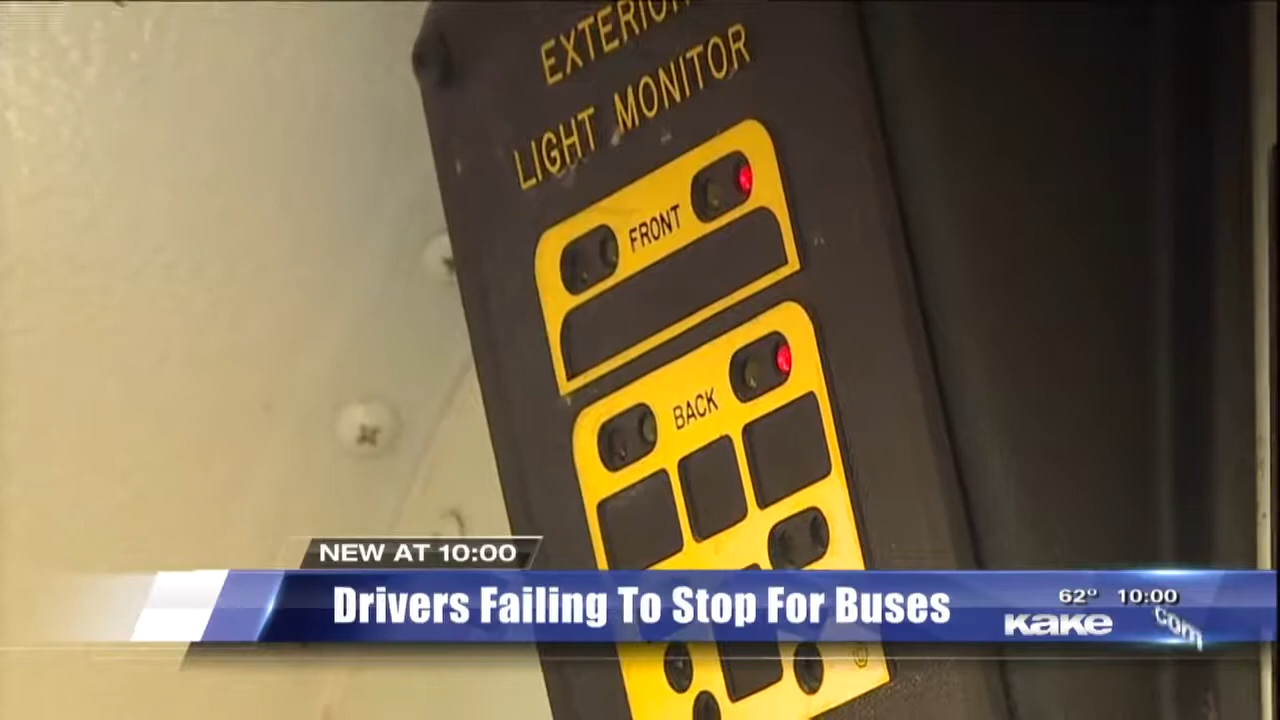 EXTERIOR
LIGHT MONITOR
FRONT
BACK
NEW AT 10:00
Drivers Failing To Stop For Buses
62° 10:00
KAKE
.com